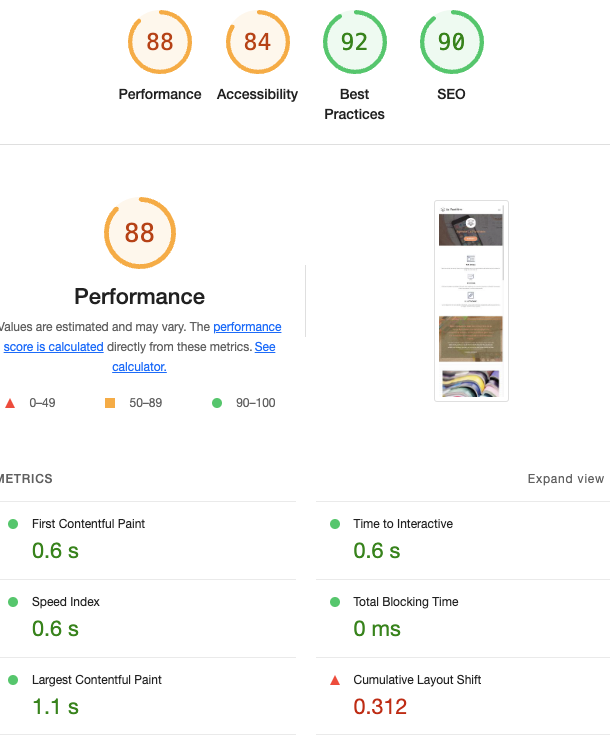 88 84 92 90
Performance Accessibility Best Practices SEO
88
Performance
Values are estimated and may vary. The performance
score is calculated directly from these metrics. See
calculator.
0–49 50–89 90–100
METRICS Expand view
First Contentful Paint
0.6 s
Time to Interactive
0.6 s
Speed Index
0.6 s
Total Blocking Time
0 ms
Largest Contentful Paint
1.1 s
Cumulative Layout Shift
0.312